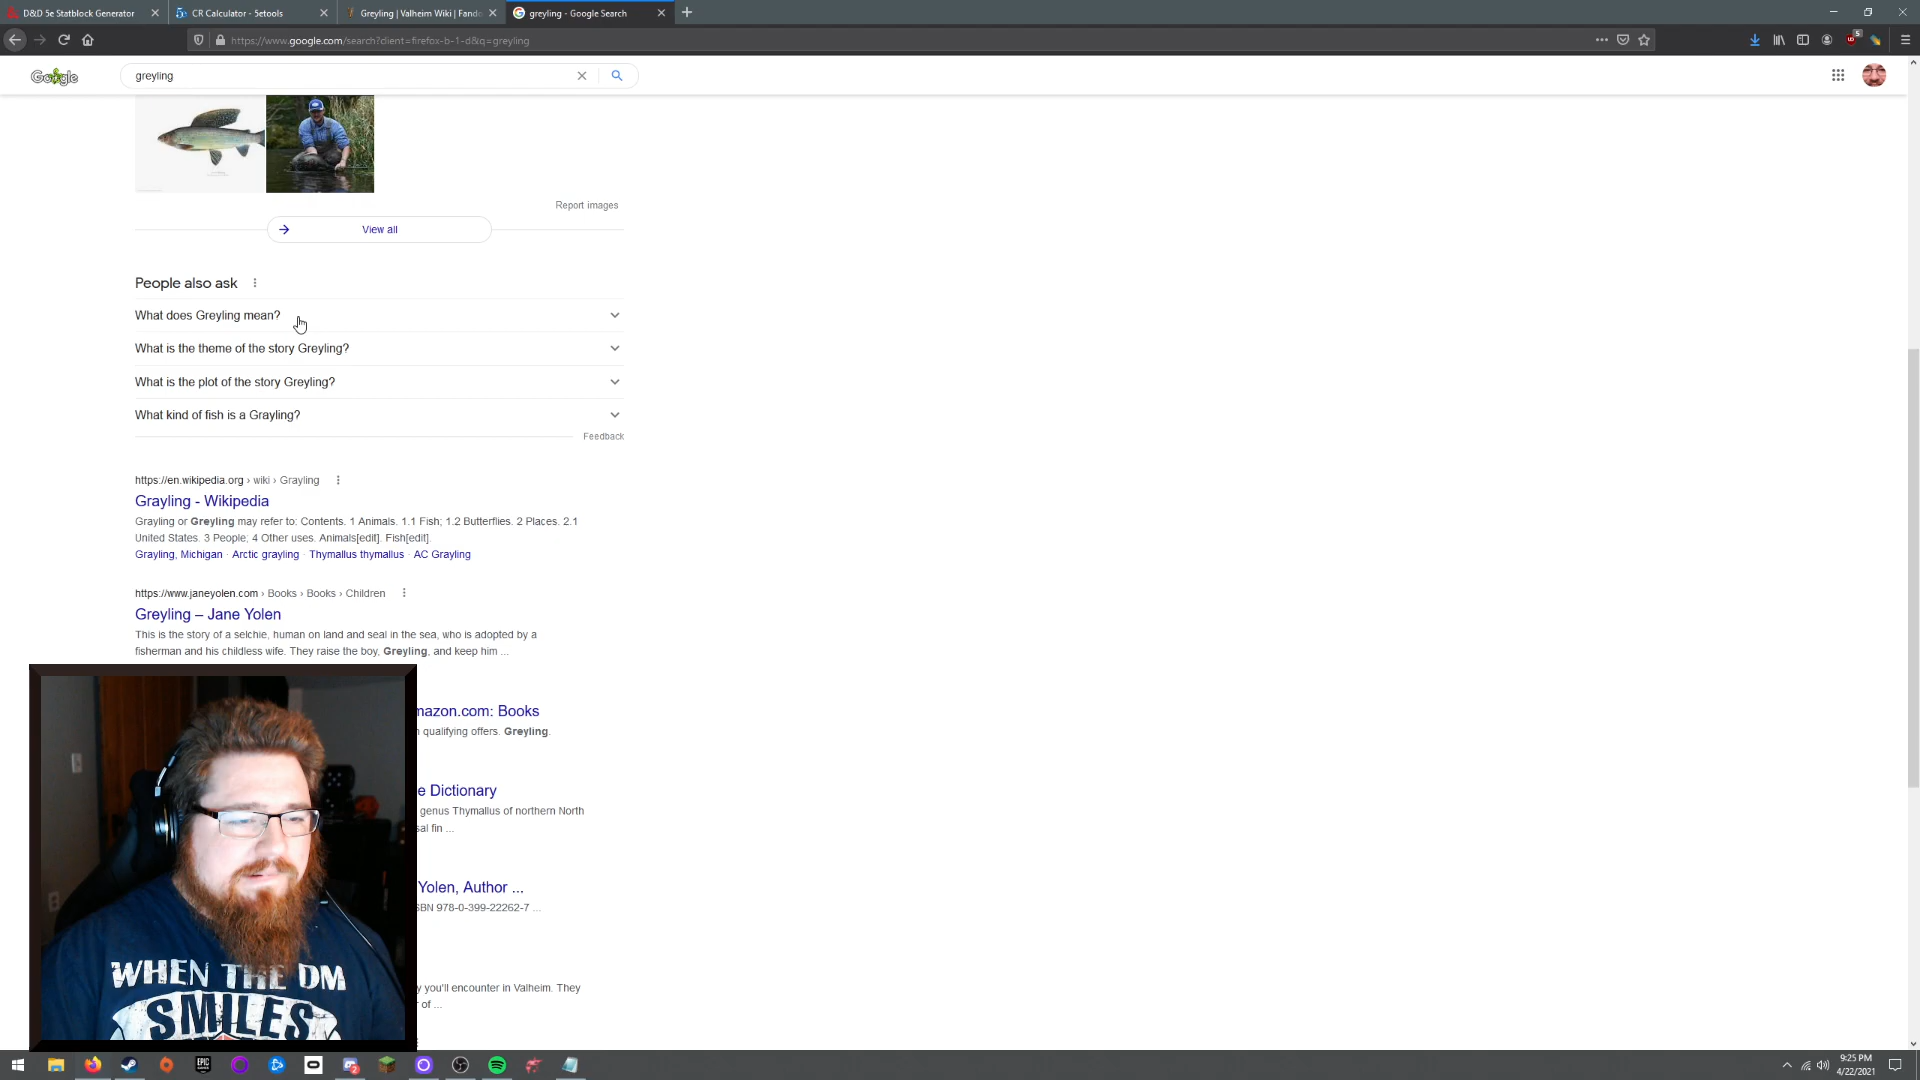 D&D 5e Statblock Generator
CR Calculator - 5etools
Greyling | Valheim Wiki | Fando
greyling - Google Search
https://www.google.com/search?client=firefox-b-1-d&q=greyling
5
Google
greyling
Report images
View all
People also ask
What does Greyling mean?
What is the theme of the story Greyling?
What is the plot of the story Greyling?
What kind of fish is a Grayling?
Feedback
https://en.wikipedia.org › wiki › Grayling
Grayling - Wikipedia
Grayling or Greyling may refer to: Contents. 1 Animals. 1.1 Fish; 1.2 Butterflies. 2 Places. 2.1
United States. 3 People; 4 Other uses. Animals[edit]. Fish[edit].
Grayling, Michigan · Arctic grayling · Thymallus thymallus · AC Grayling
https://www.janeyolen.com › Books › Books › Children
Greyling – Jane Yolen
This is the story of a selchie, human on land and seal in the sea, who is adopted by a
fisherman and his childless wife. They raise the boy, Greyling, and keep him ...
mazon.com: Books
qualifying offers. Greyling.
e Dictionary
genus Thymallus of northern North
sal fin ...
Yolen, Author ...
SBN 978-0-399-22262-7 ...
y you'll encounter in Valheim. They
of ...
WHEN THE DM
SMILES
EPIC
GAMES
2
9:25 PM
4/22/2021